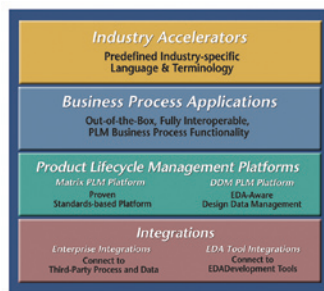 Industry Accelerators
Predefined Industry-specific
Language & Terminology
Business Process Applications
Out-of-the-Box, Fully Interoperable,
PLM Business Process Functionality
Product Lifecycle Management Platforms
Matrix PLM Platform
Proven
Standards-based Platform
DDM PLM Platform
EDA-Aware
Design Data Management
Integrations
Enterprise Integrations
Connect to
Third-Party Process and Data
EDA Tool Integrations
Connect to
EDADevelopment Tools